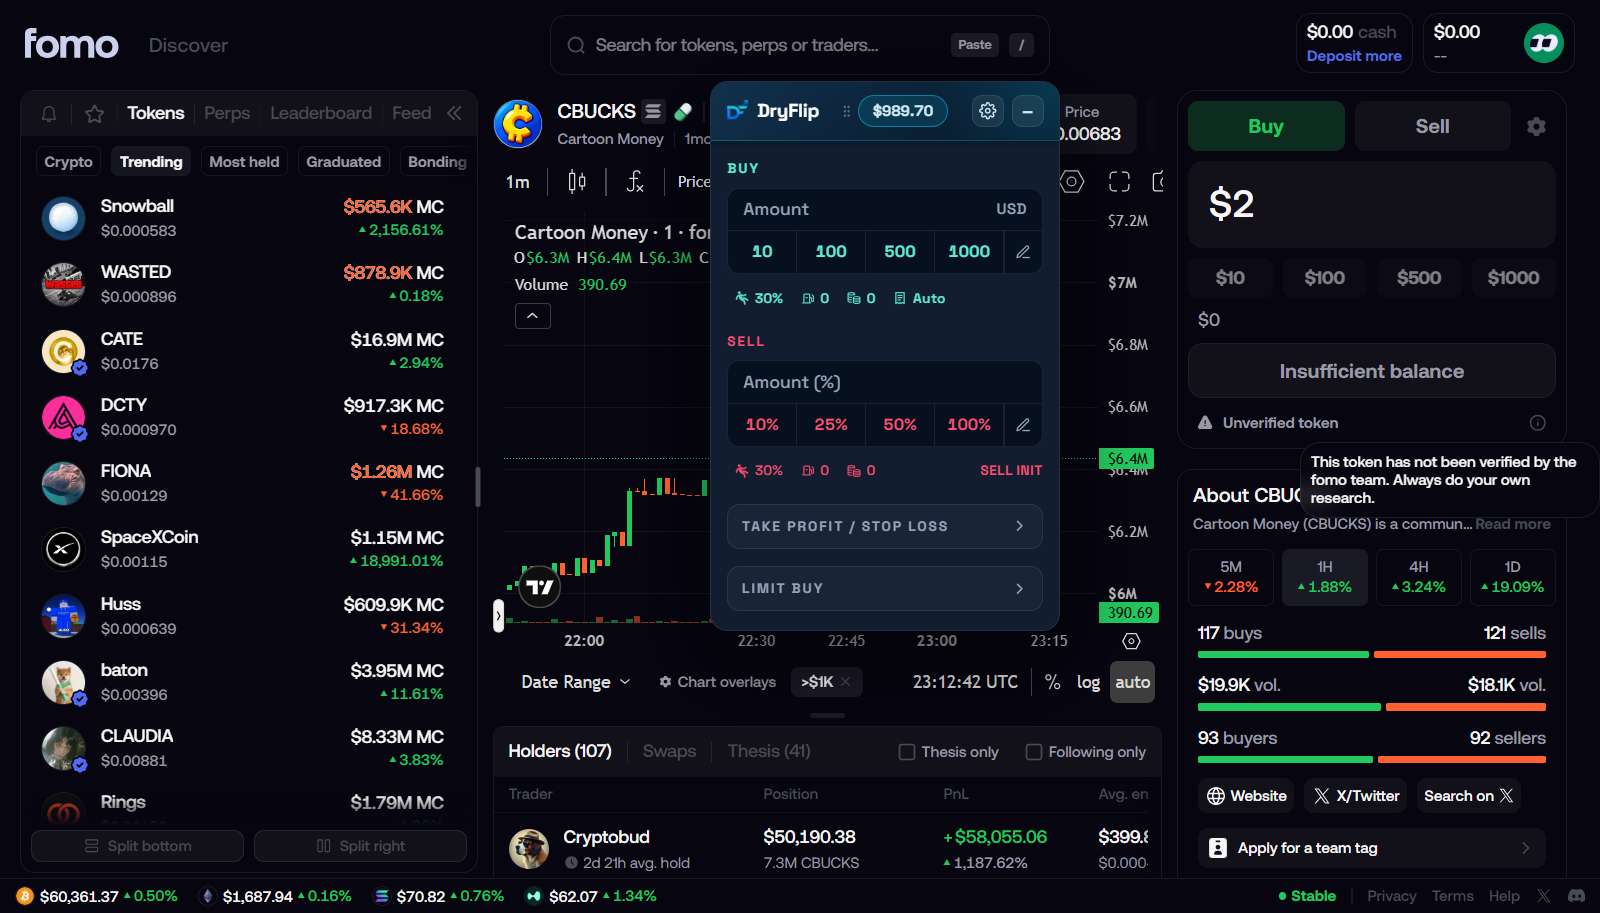 fomo
Discover
Search for tokens, perps or traders...
Paste
/
$0.00 cash
Deposit more
$0.00
--
Tokens
Perps
Leaderboard
Feed
Crypto
Trending
Most held
Graduated
Bonding
Snowball
$565.6K MC
$0.000583
2,156.61%
WASTED
$878.9K MC
$0.000896
0.18%
CATE
$16.9M MC
$0.0176
2.94%
DCTY
$917.3K MC
$0.000970
18.68%
FIONA
$1.26M MC
$0.00129
41.66%
SpaceXCoin
$1.15M MC
$0.00115
18,991.01%
Huss
$609.9K MC
$0.000639
31.34%
baton
$3.95M MC
$0.00396
11.61%
CLAUDIA
$8.33M MC
$0.00881
3.83%
Rings
$1.79M MC
Split bottom
Split right
CBUCKS
Cartoon Money
1mo
Price
0.00683
1m
Price
Cartoon Money · 1 · for
O$6.3M H$6.4M L$6.3M C
Volume 390.69
$7.2M
$7M
$6.8M
$6.6M
$6.4M
$6.4M
$6.2M
$6M
390.69
22:00
22:30
22:45
23:00
23:15
Date Range
Chart overlays
>$1K
23:12:42 UTC
%
log
auto
DryFlip
$989.70
BUY
Amount
USD
10
100
500
1000
30%
0
0
Auto
SELL
Amount (%)
10%
25%
50%
100%
30%
0
0
SELL INIT
TAKE PROFIT / STOP LOSS
LIMIT BUY
Holders (107)
Swaps
Thesis (41)
Thesis only
Following only
Trader
Position
PnL
Avg. en
Cryptobud
$50,190.38
+$58,055.06
$399.8
2d 21h avg. hold
7.3M CBUCKS
1,187.62%
$0.000
Buy
Sell
$2
$10
$100
$500
$1000
$0
Insufficient balance
Unverified token
This token has not been verified by the
fomo team. Always do your own
research.
About CBUC
Cartoon Money (CBUCKS) is a commun... Read more
5M
2.28%
1H
1.88%
4H
3.24%
1D
19.09%
117 buys
121 sells
$19.9K vol.
$18.1K vol.
93 buyers
92 sellers
Website
X/Twitter
Search on X
Apply for a team tag
$60,361.37 0.50%
$1,687.94 0.16%
$70.82 0.76%
$62.07 1.34%
Stable
Privacy
Terms
Help